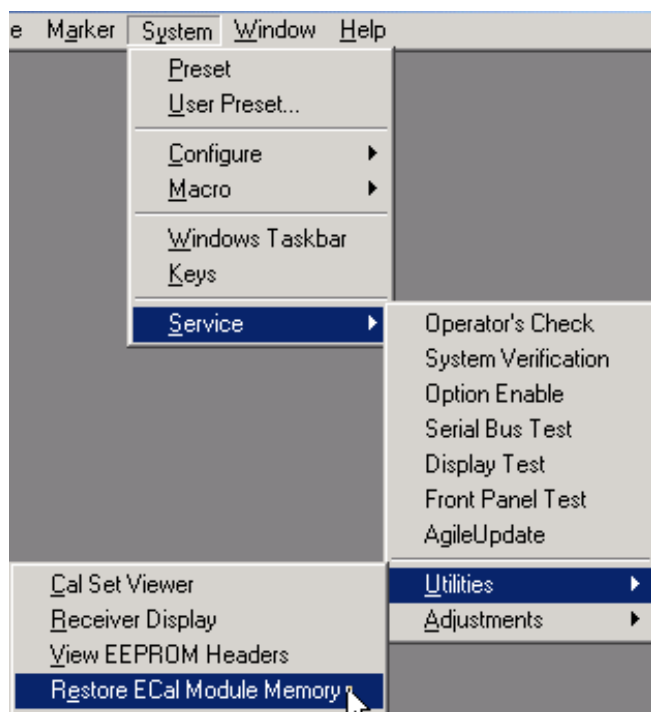 e Marker System Window Help
Preset
User Preset...
Configure
Macro
Windows Taskbar
Keys
Service
Operator's Check
System Verification
Option Enable
Serial Bus Test
Display Test
Front Panel Test
AgileUpdate
Utilities
Adjustments
Cal Set Viewer
Receiver Display
View EEPROM Headers
Restore ECal Module Memory